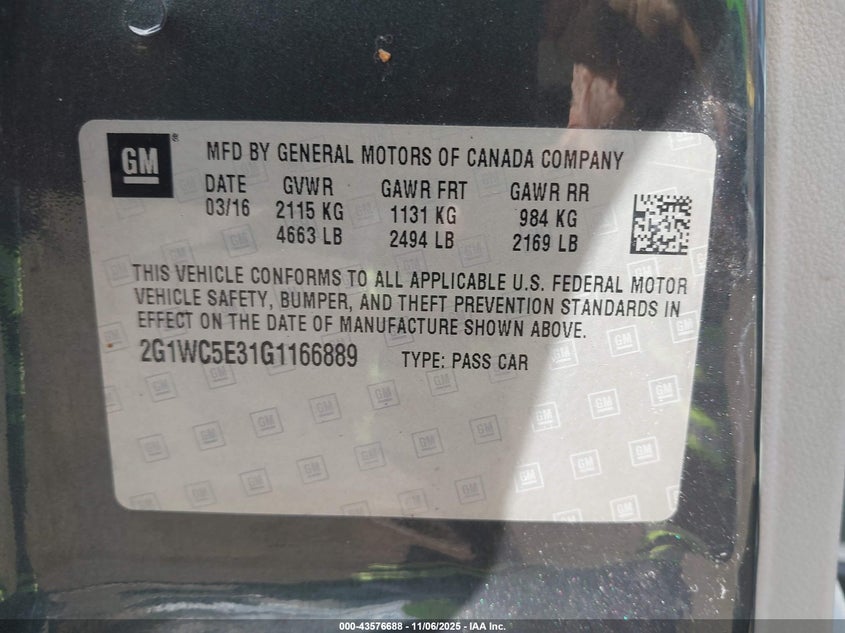 GM ®
MFD BY GENERAL MOTORS OF CANADA COMPANY
DATE GVWR GAWR FRT GAWR RR
03/16 2115 KG 1131 KG 984 KG
4663 LB 2494 LB 2169 LB
THIS VEHICLE CONFORMS TO ALL APPLICABLE U.S. FEDERAL MOTOR
VEHICLE SAFETY, BUMPER, AND THEFT PREVENTION STANDARDS IN
EFFECT ON THE DATE OF MANUFACTURE SHOWN ABOVE.
2G1WC5E31G1166889 TYPE: PASS CAR
000-43576688 - 11/06/2025 - IAA Inc.